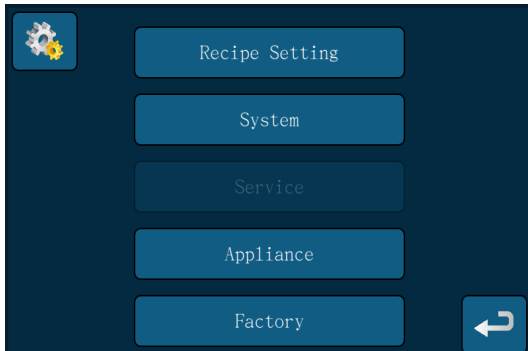 Recipe Setting
System
Service
Appliance
Factory